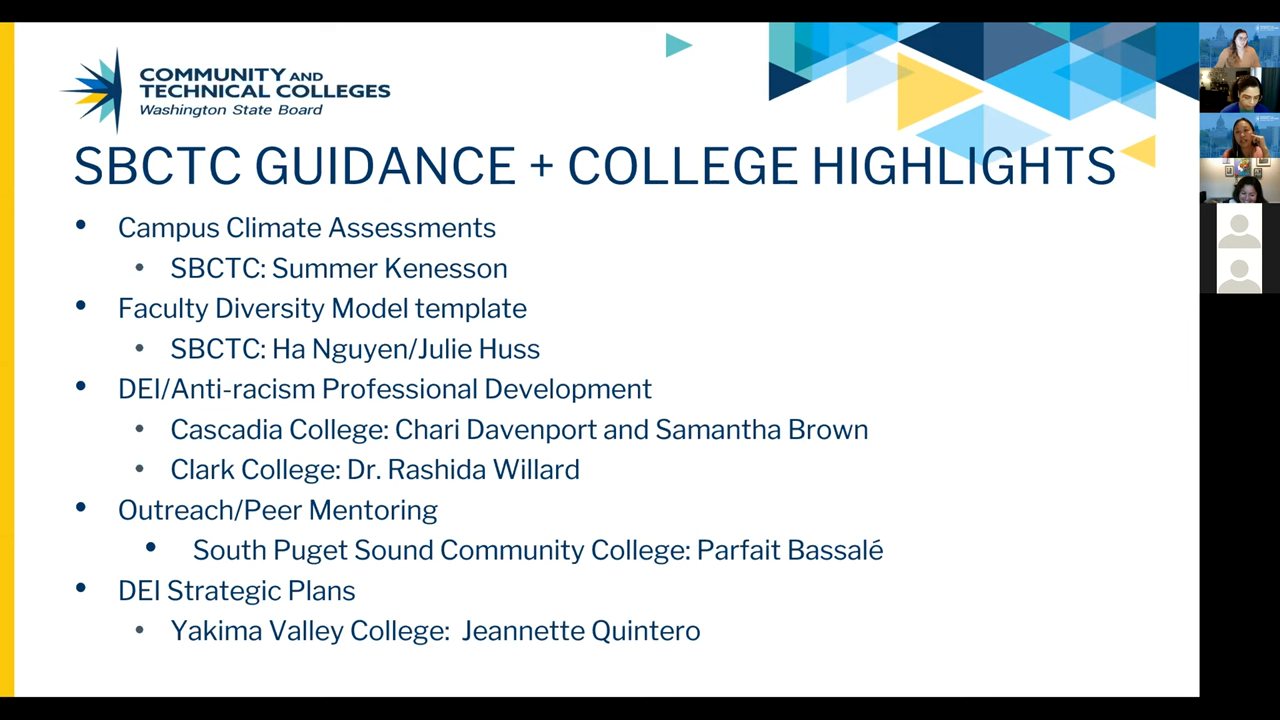 COMMUNITY AND
TECHNICAL COLLEGES
Washington State Board
SBCTC GUIDANCE + COLLEGE HIGHLIGHTS
• Campus Climate Assessments
• SBCTC: Summer Kenesson
• Faculty Diversity Model template
• SBCTC: Ha Nguyen/Julie Huss
• DEI/Anti-racism Professional Development
• Cascadia College: Chari Davenport and Samantha Brown
• Clark College: Dr. Rashida Willard
• Outreach/Peer Mentoring
• South Puget Sound Community College: Parfait Bassalé
• DEI Strategic Plans
• Yakima Valley College: Jeannette Quintero